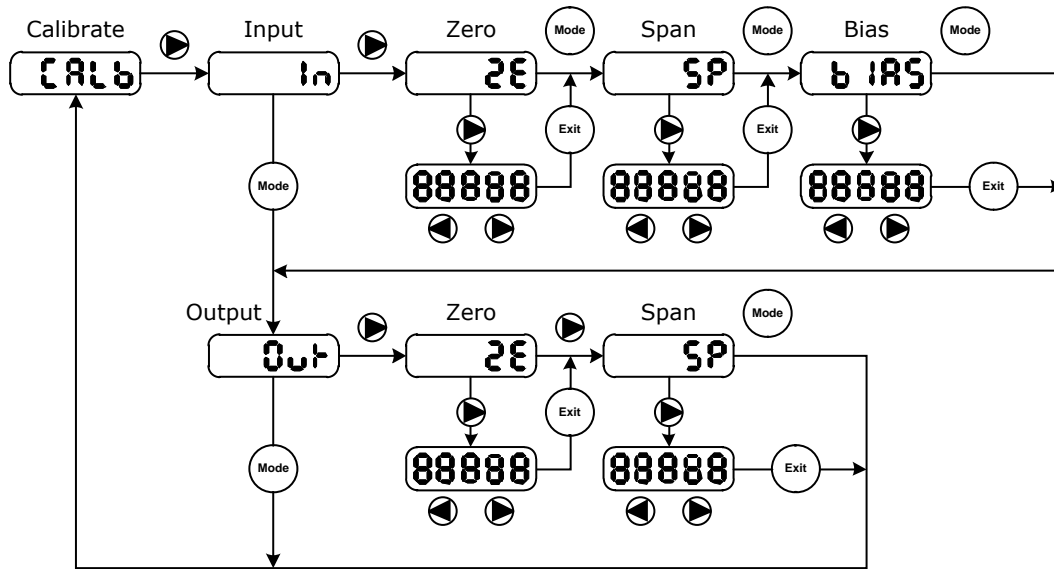 Calibrate
Input
Zero
Mode
Span
Mode
Bias
Mode
CALb
In
ZE
SP
bIAS
Exit
Exit
Mode
88888
88888
88888
Exit
Output
Zero
Span
Mode
Out
ZE
SP
Exit
Mode
88888
88888
Exit